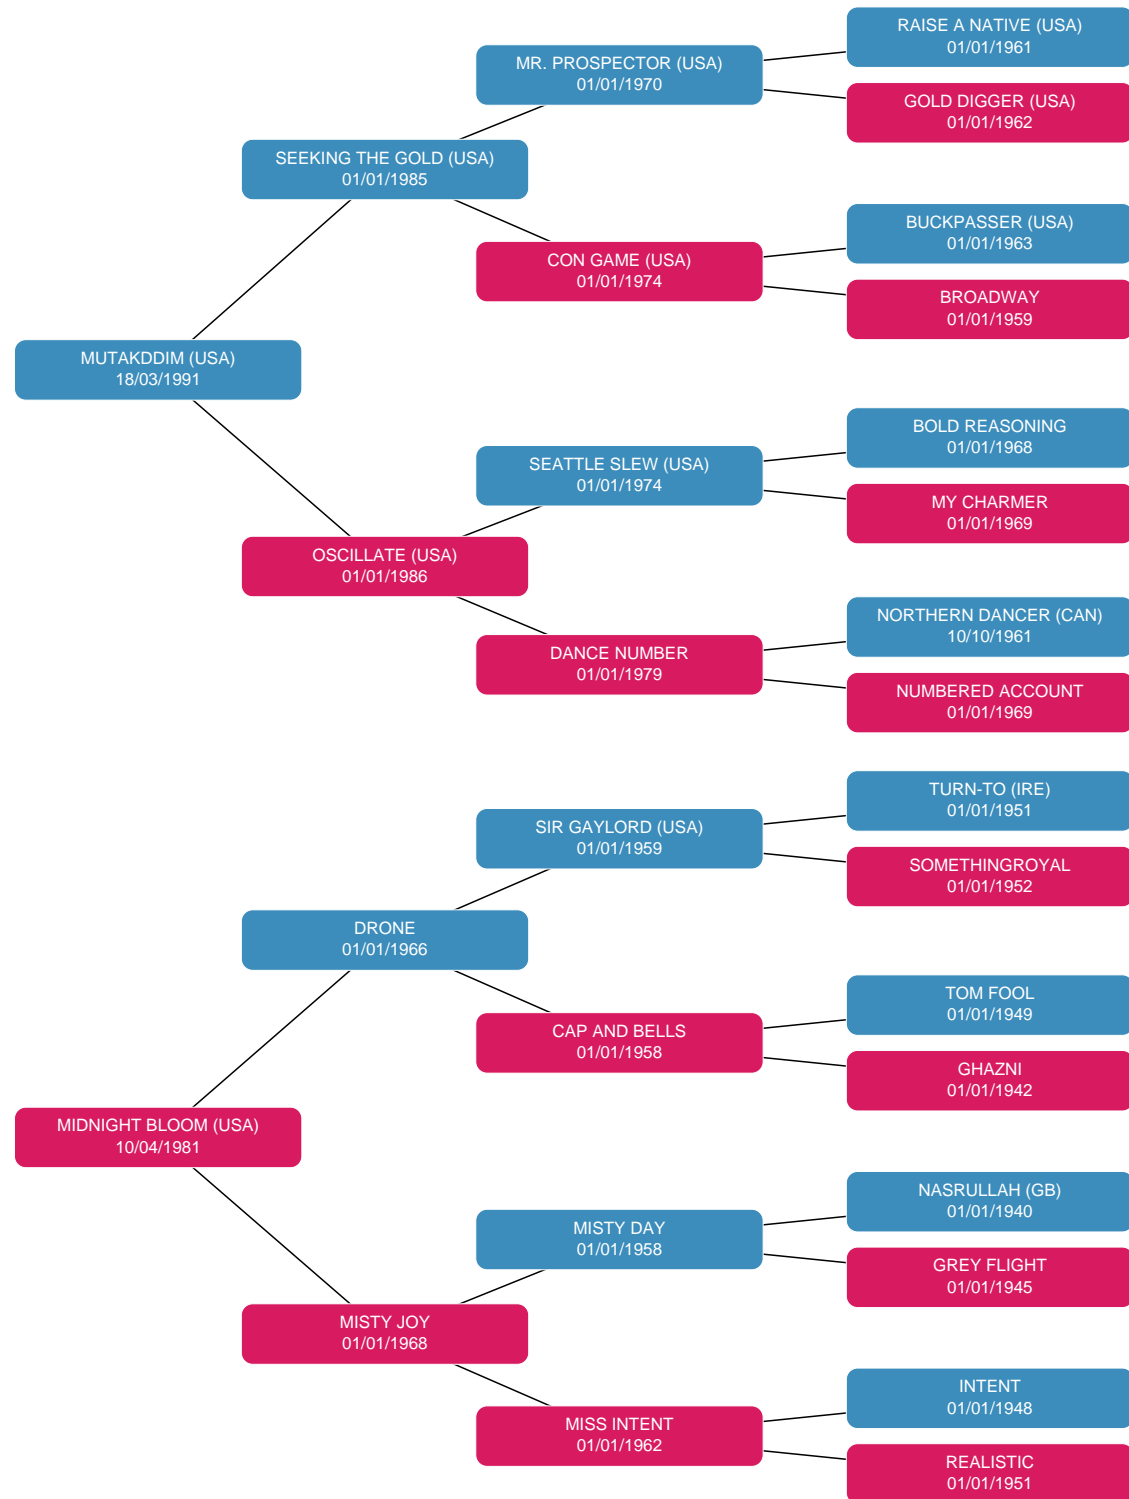 RAISE A NATIVE (USA)
01/01/1961
MR. PROSPECTOR (USA)
01/01/1970
GOLD DIGGER (USA)
01/01/1962
SEEKING THE GOLD (USA)
01/01/1985
BUCKPASSER (USA)
01/01/1963
CON GAME (USA)
01/01/1974
BROADWAY
01/01/1959
MUTAKDDIM (USA)
18/03/1991
BOLD REASONING
01/01/1968
SEATTLE SLEW (USA)
01/01/1974
MY CHARMER
01/01/1969
OSCILLATE (USA)
01/01/1986
NORTHERN DANCER (CAN)
10/10/1961
DANCE NUMBER
01/01/1979
NUMBERED ACCOUNT
01/01/1969
TURN-TO (IRE)
01/01/1951
SIR GAYLORD (USA)
01/01/1959
SOMETHINGROYAL
01/01/1952
DRONE
01/01/1966
TOM FOOL
01/01/1949
CAP AND BELLS
01/01/1958
GHAZNI
01/01/1942
MIDNIGHT BLOOM (USA)
10/04/1981
NASRULLAH (GB)
01/01/1940
MISTY DAY
01/01/1958
GREY FLIGHT
01/01/1945
MISTY JOY
01/01/1968
INTENT
01/01/1948
MISS INTENT
01/01/1962
REALISTIC
01/01/1951